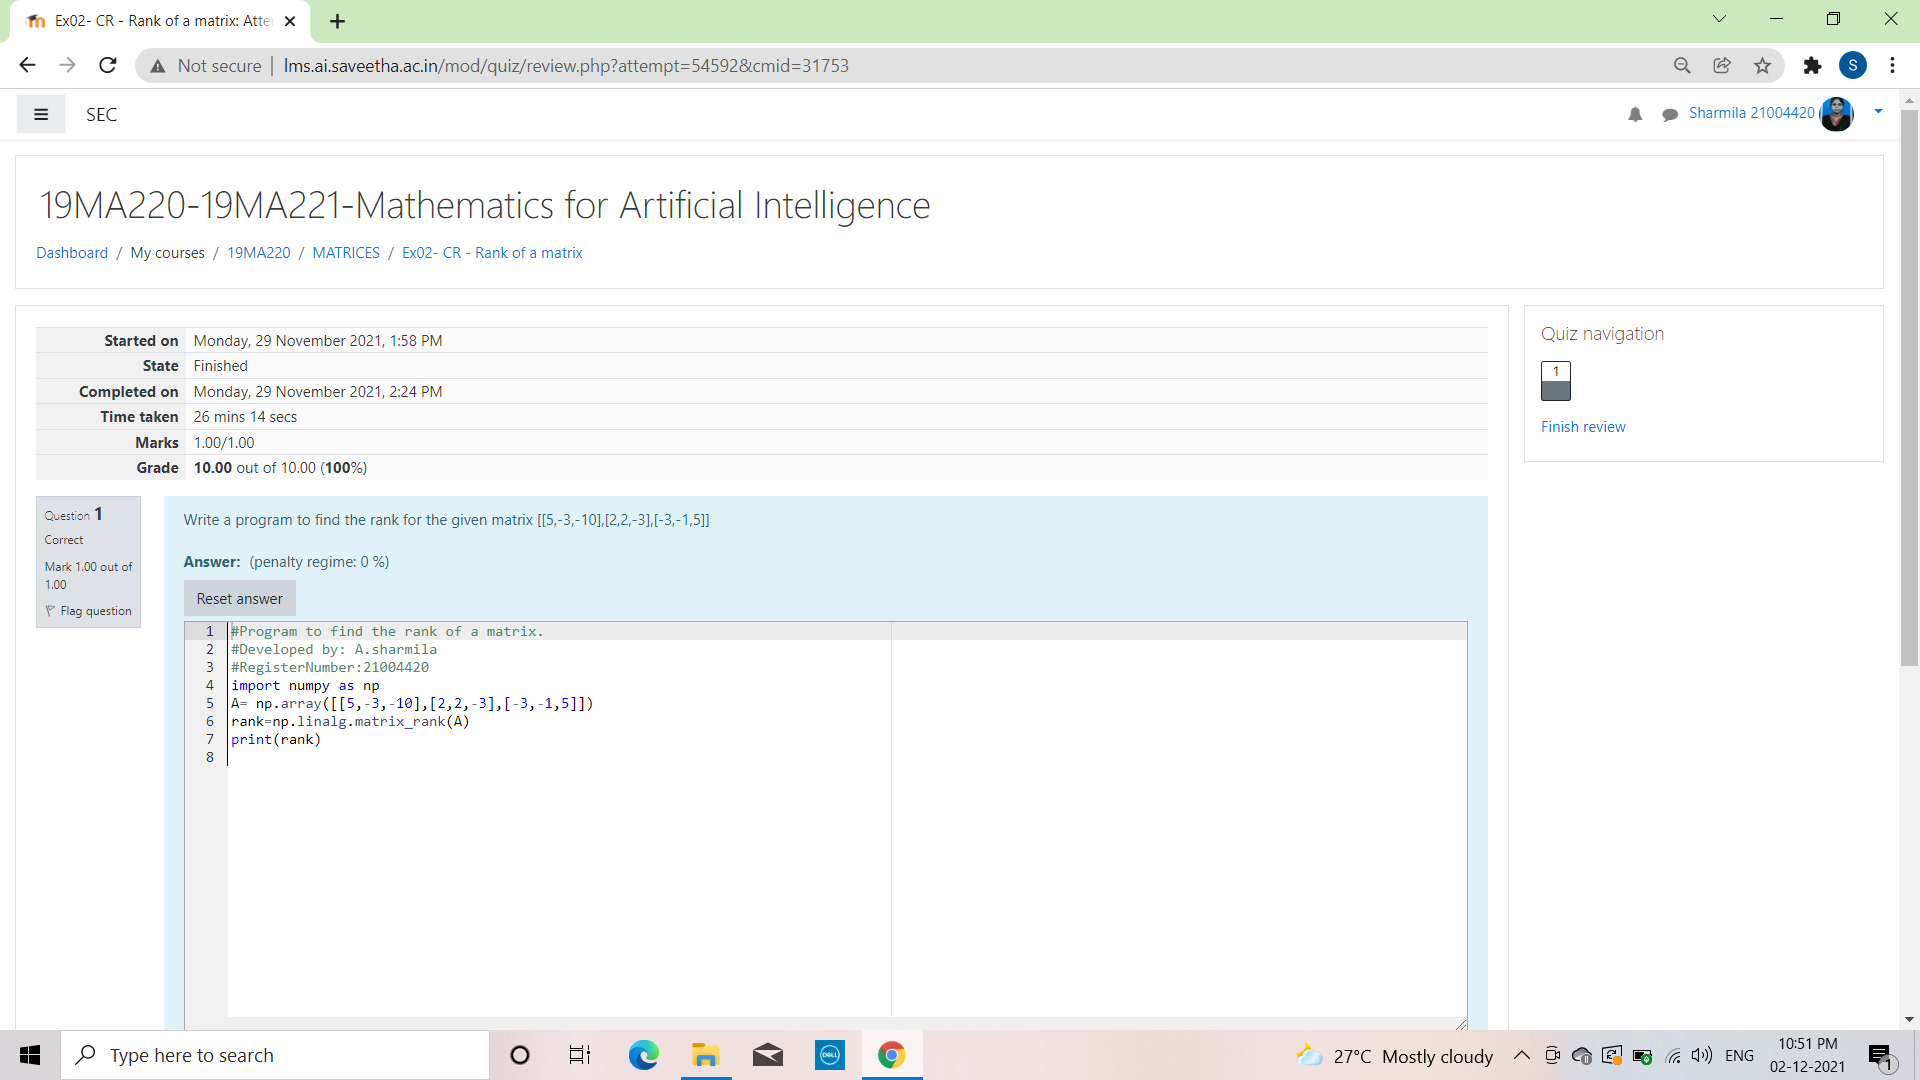 Ex02- CR - Rank of a matrix: Atte
Not secure
lms.ai.saveetha.ac.in/mod/quiz/review.php?attempt=54592&cmid=31753
S
SEC
Sharmila 21004420
19MA220-19MA221-Mathematics for Artificial Intelligence
Dashboard / My courses / 19MA220 / MATRICES / Ex02- CR - Rank of a matrix
Started on Monday, 29 November 2021, 1:58 PM
State Finished
Completed on Monday, 29 November 2021, 2:24 PM
Time taken 26 mins 14 secs
Marks 1.00/1.00
Grade 10.00 out of 10.00 (100%)
Quiz navigation
1
Finish review
Question 1
Correct
Mark 1.00 out of
1.00
Flag question
Write a program to find the rank for the given matrix [[5,-3,-10],[2,2,-3],[-3,-1,5]]
Answer: (penalty regime: 0 %)
Reset answer
1 #Program to find the rank of a matrix.
2 #Developed by: A.sharmila
3 #RegisterNumber:21004420
4 import numpy as np
5 A= np.array([[5,-3,-10],[2,2,-3],[-3,-1,5]])
6 rank=np.linalg.matrix_rank(A)
7 print(rank)
8
Type here to search
DELL
27°C Mostly cloudy
ENG
10:51 PM
02-12-2021
1